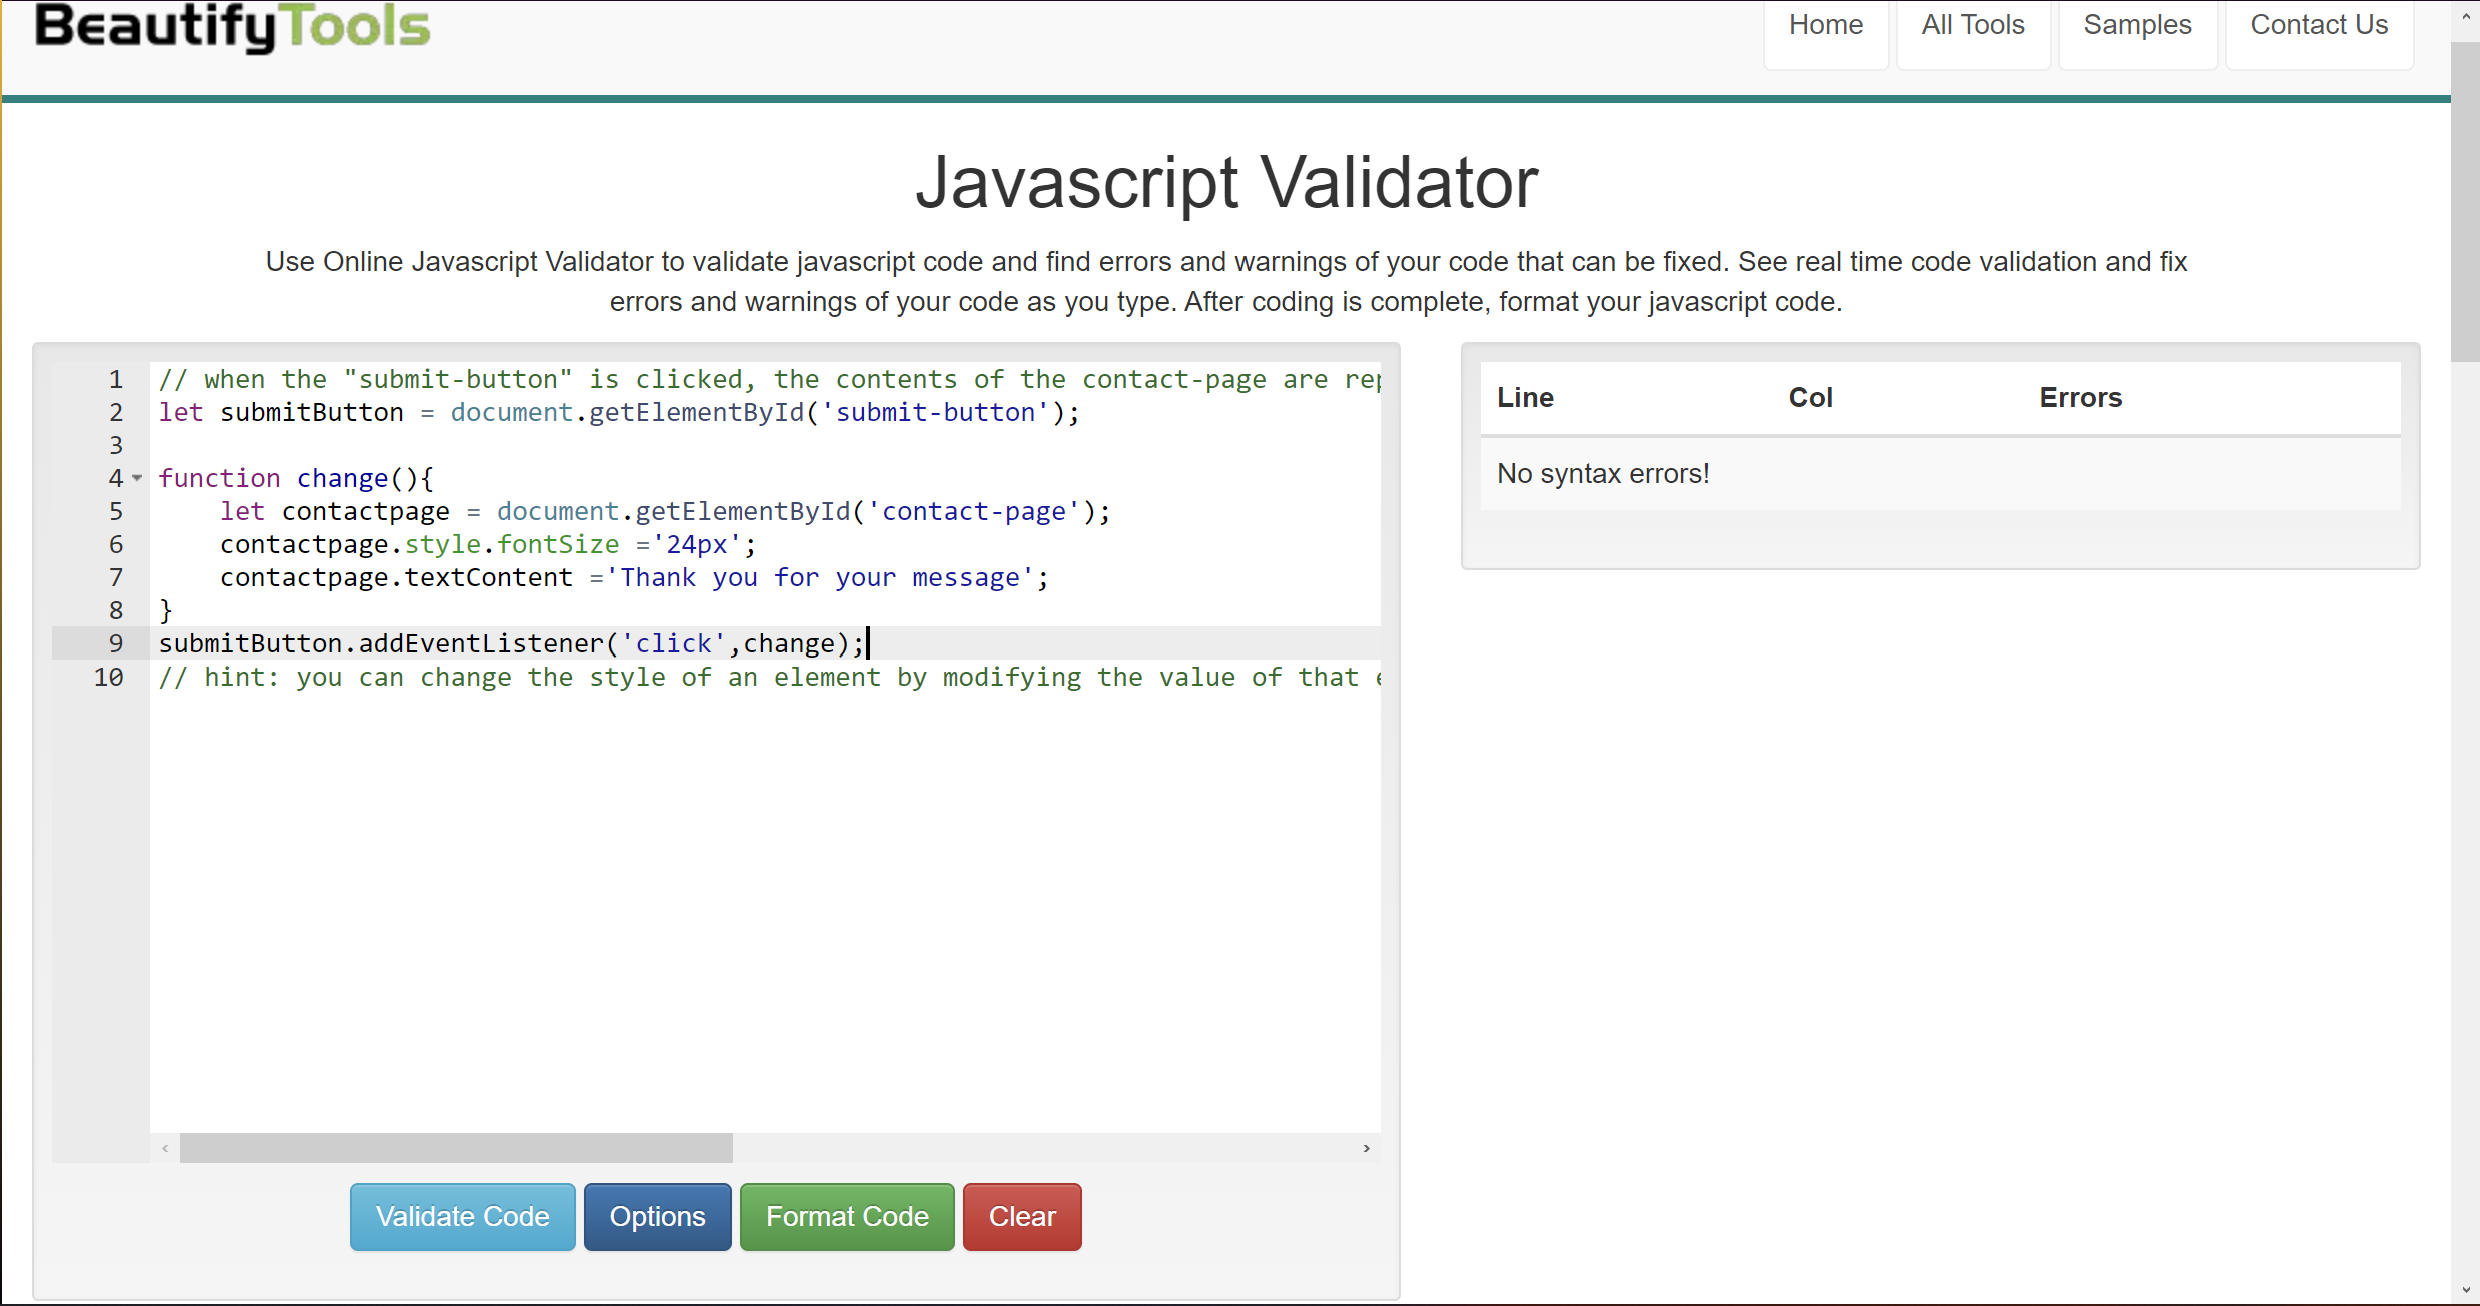 BeautifyTools
Home
All Tools
Samples
Contact Us
Javascript Validator
Use Online Javascript Validator to validate javascript code and find errors and warnings of your code that can be fixed. See real time code validation and fix
errors and warnings of your code as you type. After coding is complete, format your javascript code.
1 // when the "submit-button" is clicked, the contents of the contact-page are rep
2 let submitButton = document.getElementById('submit-button');
3
4 function change(){
5     let contactpage = document.getElementById('contact-page');
6     contactpage.style.fontSize ='24px';
7     contactpage.textContent ='Thank you for your message';
8 }
9 submitButton.addEventListener('click',change);
10 // hint: you can change the style of an element by modifying the value of that
Line Col Errors
No syntax errors!
Validate Code
Options
Format Code
Clear